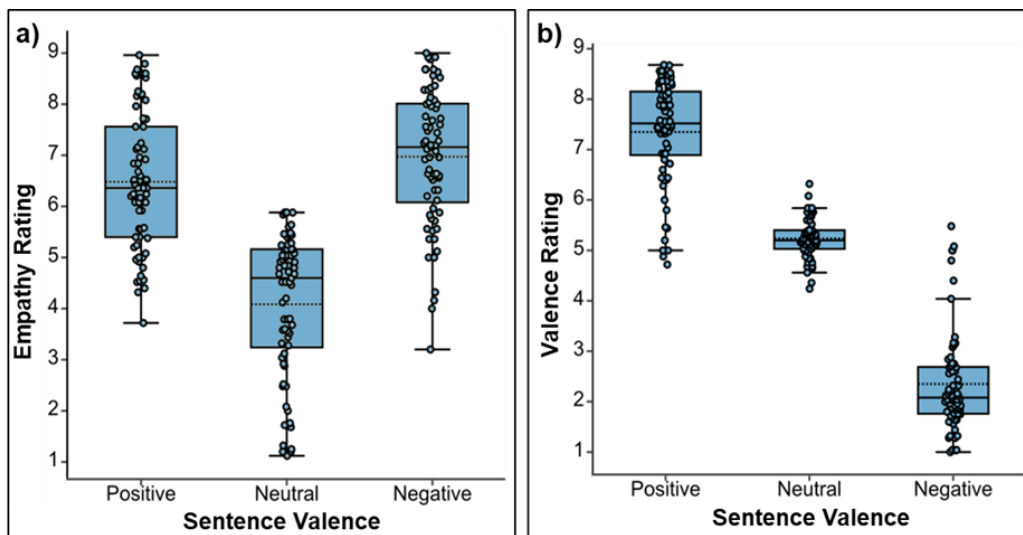 a)
Empathy Rating
9
8
7
6
5
4
3
2
1
Positive Neutral Negative
Sentence Valence
b)
Valence Rating
9
8
7
6
5
4
3
2
1
Positive Neutral Negative
Sentence Valence